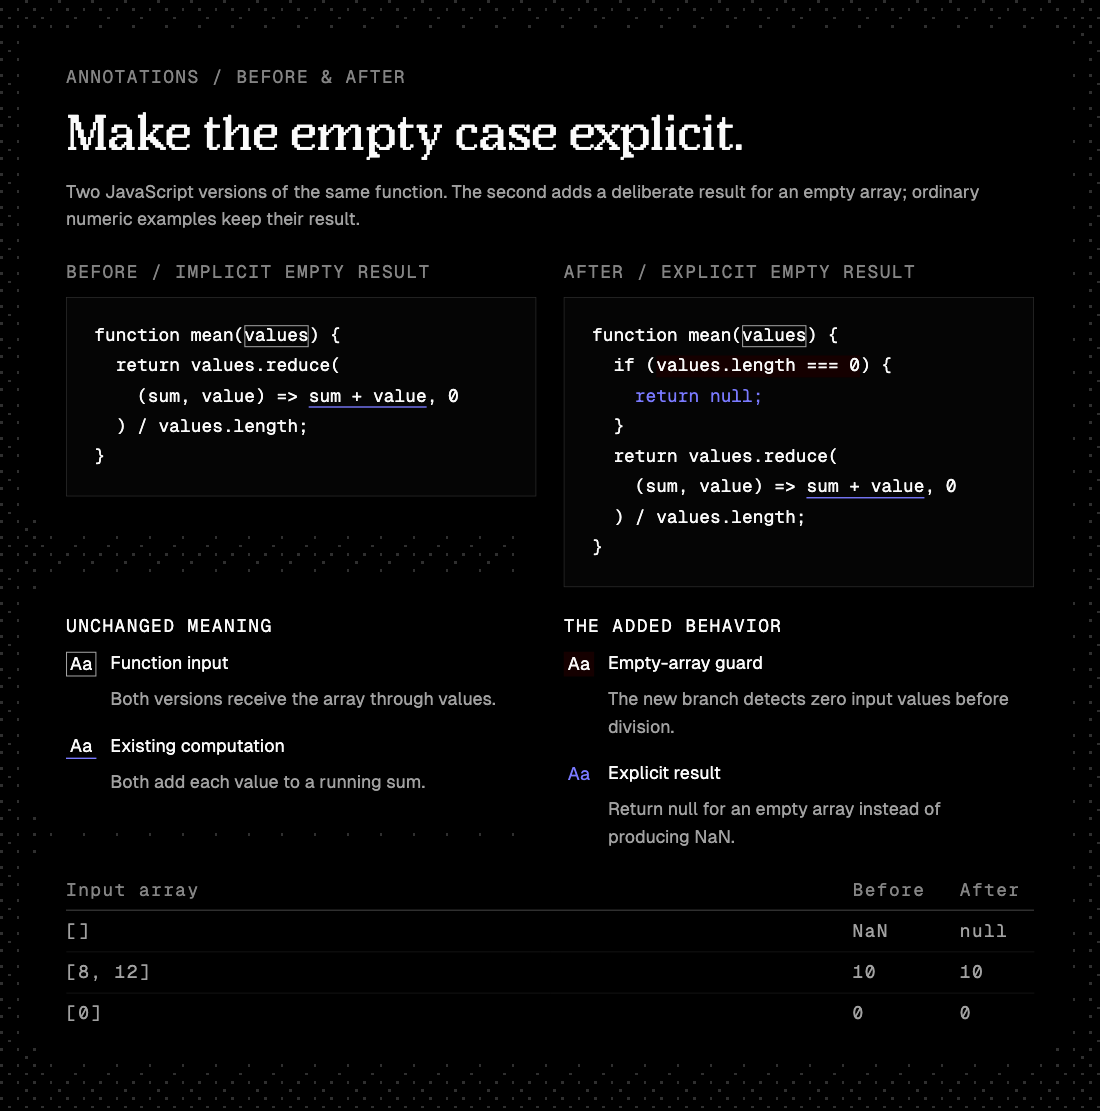 ANNOTATIONS / BEFORE & AFTER
Make the empty case explicit.
Two JavaScript versions of the same function. The second adds a deliberate result for an empty array; ordinary
numeric examples keep their result.
BEFORE / IMPLICIT EMPTY RESULT
function mean(values) {
  return values.reduce(
    (sum, value) => sum + value, 0
  ) / values.length;
}
AFTER / EXPLICIT EMPTY RESULT
function mean(values) {
  if (values.length === 0) {
    return null;
  }
  return values.reduce(
    (sum, value) => sum + value, 0
  ) / values.length;
}
UNCHANGED MEANING
Aa Function input
Both versions receive the array through values.
Aa Existing computation
Both add each value to a running sum.
THE ADDED BEHAVIOR
Aa Empty-array guard
The new branch detects zero input values before
division.
Aa Explicit result
Return null for an empty array instead of
producing NaN.
Input array Before After
[] NaN null
[8, 12] 10 10
[0] 0 0